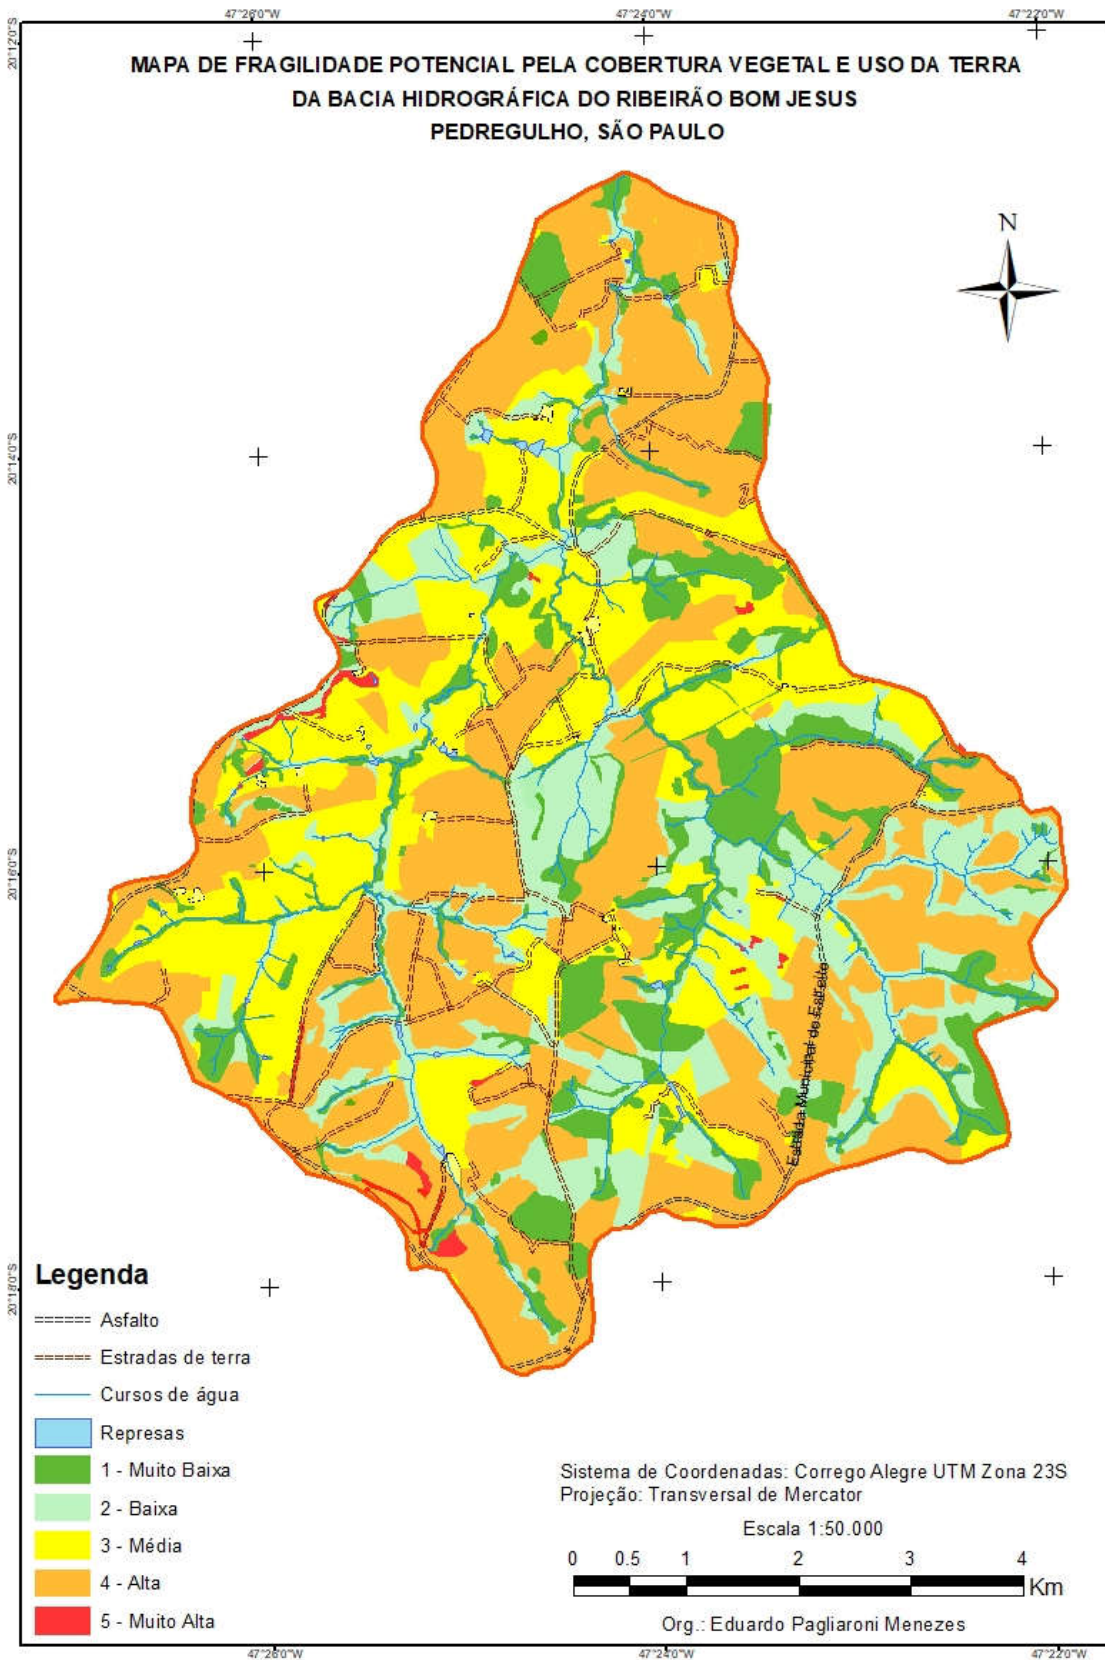 47°26'0"W
47°24'0"W
47°22'0"W
20°12'0"S
MAPA DE FRAGILIDADE POTENCIAL PELA COBERTURA VEGETAL E USO DA TERRA
DA BACIA HIDROGRÁFICA DO RIBEIRÃO BOM JESUS
PEDREGULHO, SÃO PAULO
N
20°14'0"S
20°16'0"S
Estrada Municipal do Estreito
20°18'0"S
Legenda
Asfalto
Estradas de terra
Cursos de água
Represas
1 - Muito Baixa
2 - Baixa
3 - Média
4 - Alta
5 - Muito Alta
Sistema de Coordenadas: Corrego Alegre UTM Zona 23S
Projeção: Transversal de Mercator
Escala 1:50.000
0 0.5 1 2 3 4
Km
Org.: Eduardo Pagliaroni Menezes
47°26'0"W
47°24'0"W
47°22'0"W